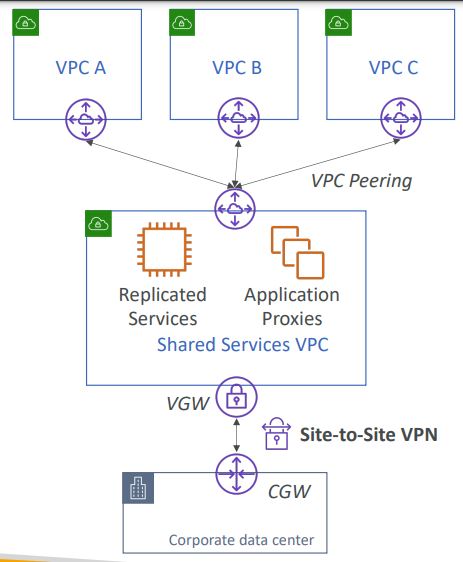 VPC A
VPC B
VPC C
VPC Peering
Replicated
Services
Application
Proxies
Shared Services VPC
VGW
Site-to-Site VPN
CGW
Corporate data center